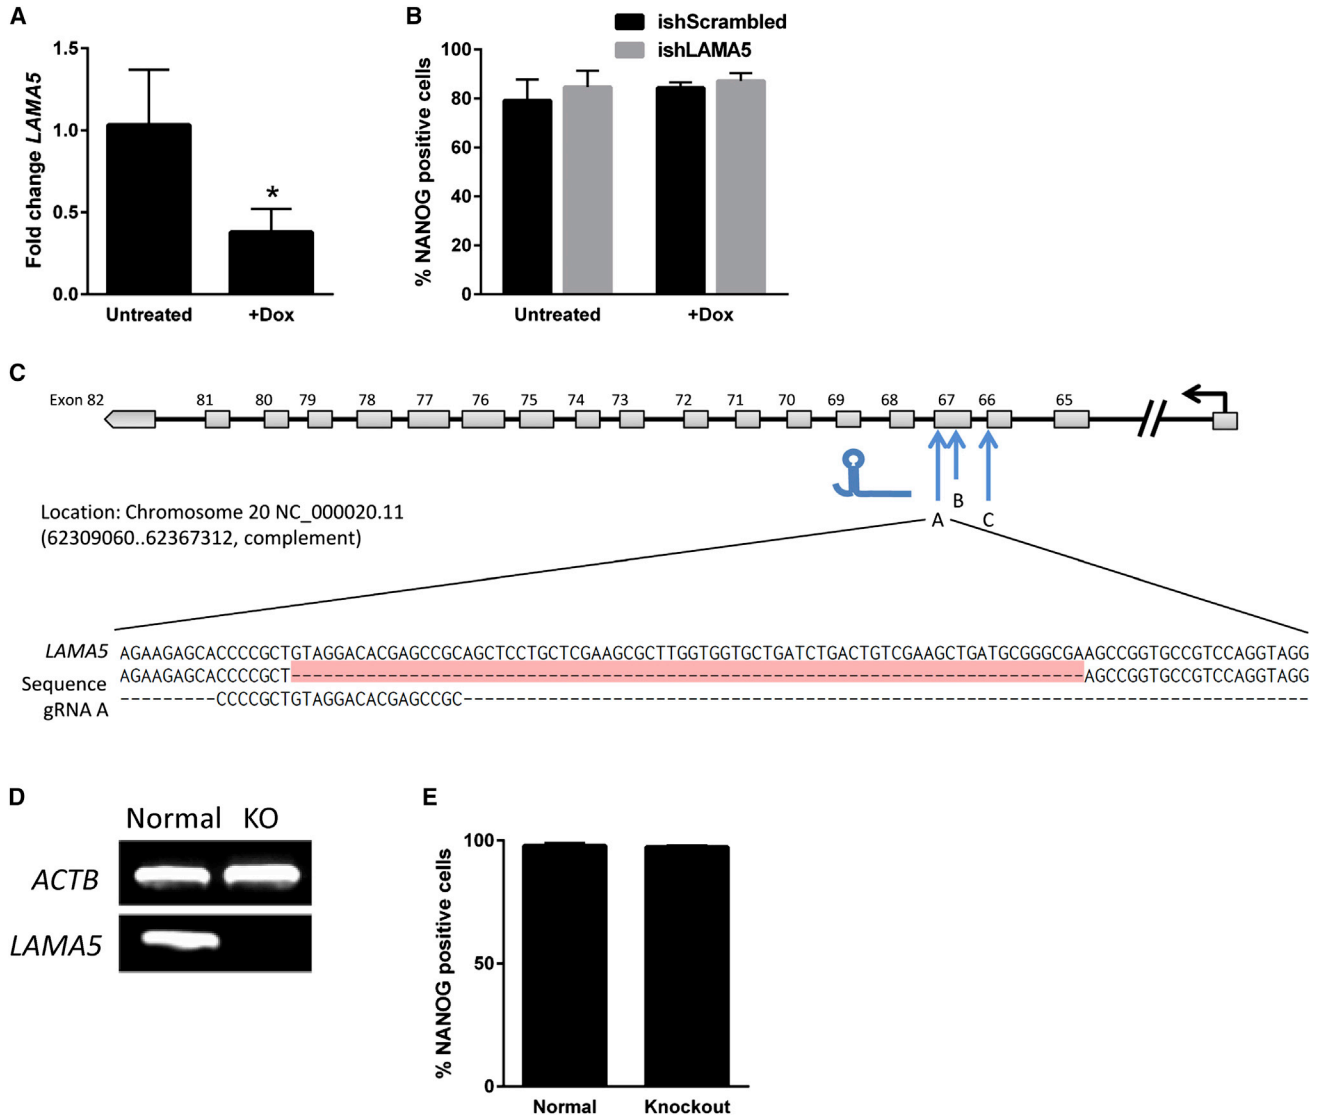 A
Fold change LAMA5
1.5
1.0
0.5
0.0
*
Untreated
+Dox
B
ishScrambled
ishLAMA5
% NANOG positive cells
100
80
60
40
20
0
Untreated
+Dox
C
Exon 82 81 80 79 78 77 76 75 74 73 72 71 70 69 68 67 66 65
A
B
C
Location: Chromosome 20 NC_000020.11
(62309060..62367312, complement)
LAMA5 AGAAGAGCACCCCGCTGTAGGACACGAGCCGCAGCTCCTGCTCGAAGCGCTTGGTGGTGCTGATCTGACTGTCGAAGCTGATGCGGGCGAAGCCGGTGCCGTCCAGGTAGG
Sequence AGAAGAGCACCCCGCT-------------------------------------------------------------------------AGCCGGTGCCGTCCAGGTAGG
gRNA A ---------CCCCGCTGTAGGACACGAGCCGC-------------------------------------------------------------------------------
D
Normal KO
ACTB
LAMA5
E
% NANOG positive cells
100
50
0
Normal
Knockout